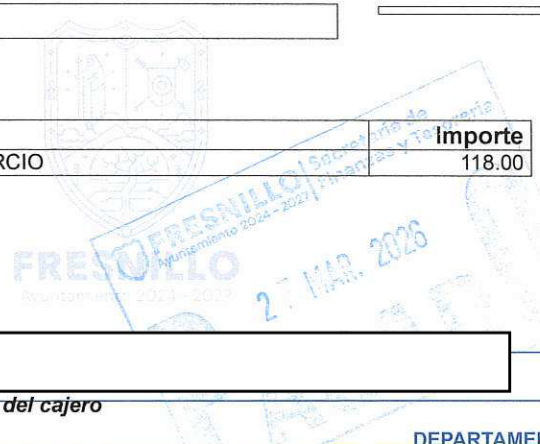 Importe
RCIO 118.00
FRESNILLO
Ayuntamiento 2024 - 2027
FRESNILLO
Ayuntamiento 2024 - 2027
Secretaría de
Finanzas y Tesorería
27 MAR. 2026
del cajero
DEPARTAME